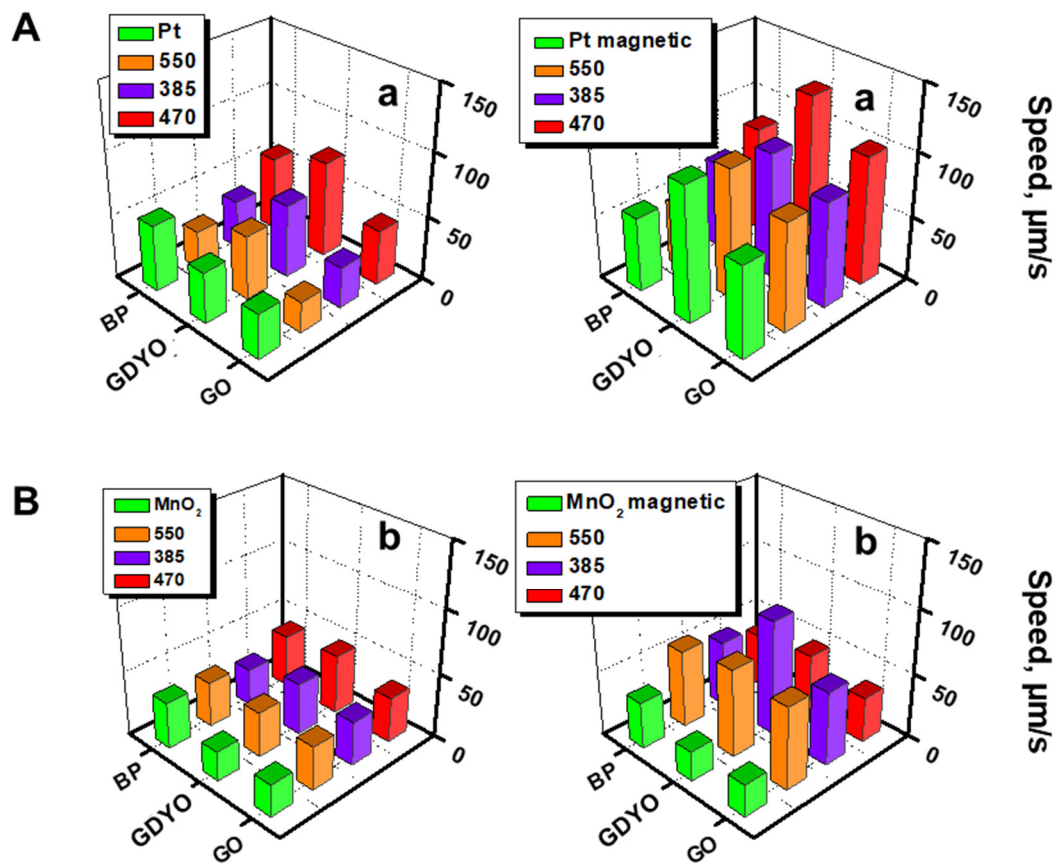 A
Pt
550
385
470
a
150
100
50
0
BP
GDYO
GO
Pt magnetic
550
385
470
a
150
100
50
0
BP
GDYO
GO
Speed, µm/s
B
MnO₂
550
385
470
b
150
100
50
0
BP
GDYO
GO
MnO₂ magnetic
550
385
470
b
150
100
50
0
BP
GDYO
GO
Speed, µm/s